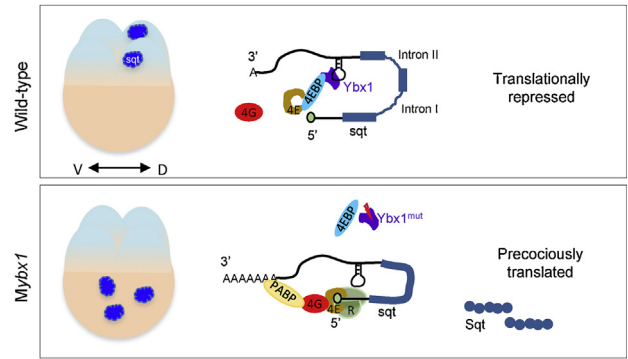 Wild-type
sqt
V D
3'
A
4G
4E
4EBP
Ybx1
5'
sqt
Intron II
Intron I
Translationally
repressed
Mybx1
4EBP
Ybx1mut
3'
AAAAAAA
PABP
4G
4E
R
5'
sqt
Precociously
translated
Sqt